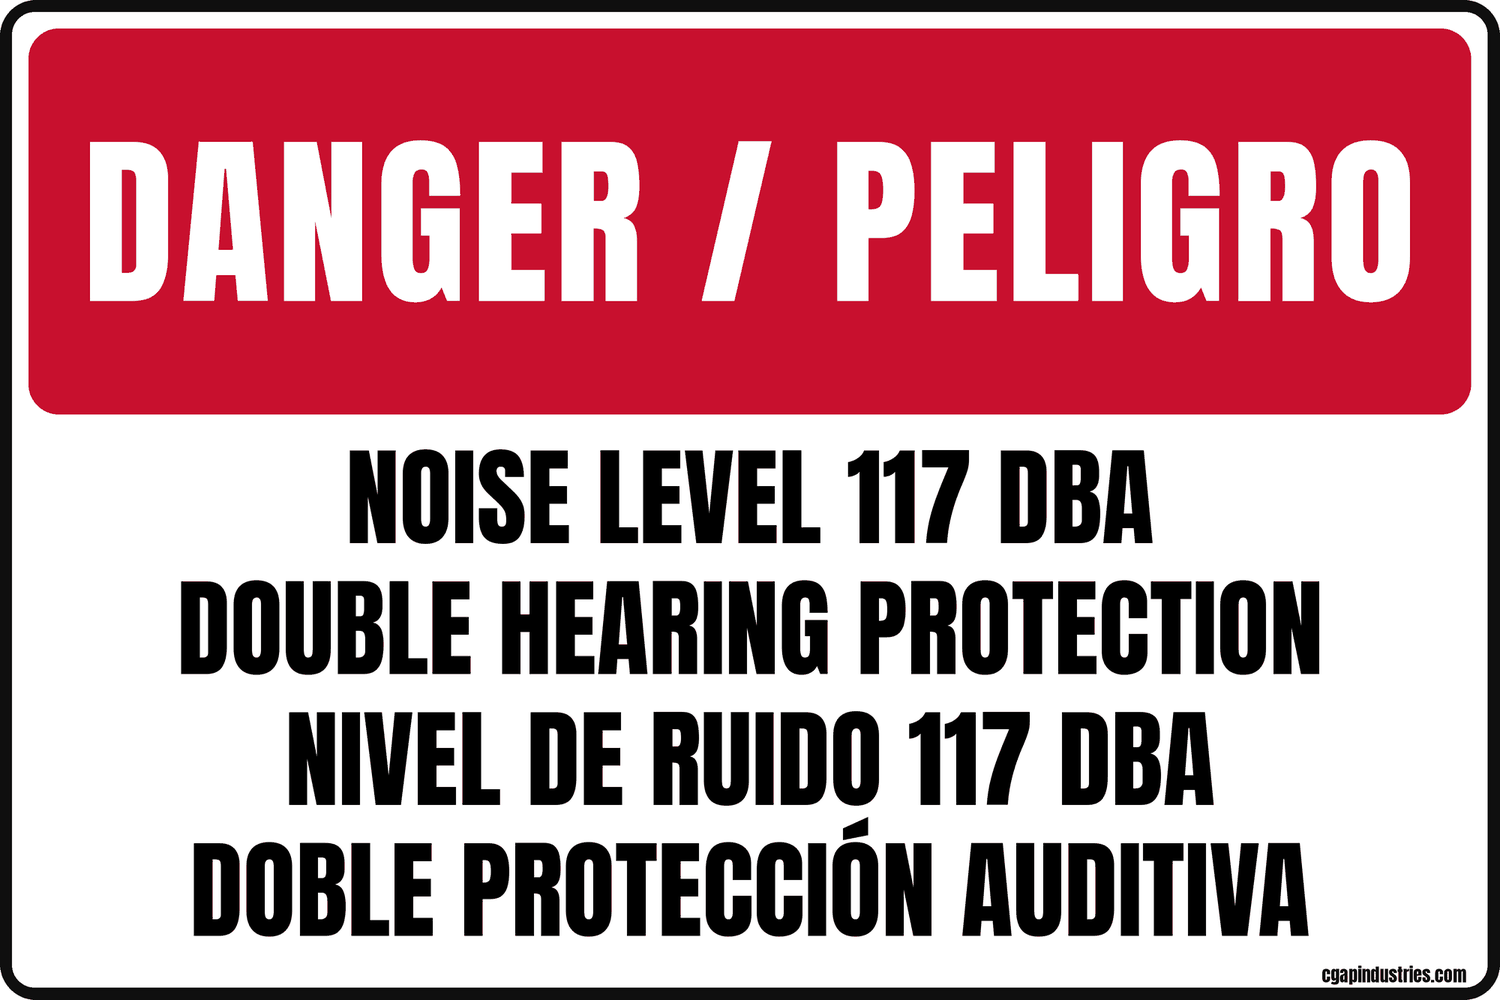 DANGER / PELIGRO
NOISE LEVEL 117 DBA
DOUBLE HEARING PROTECTION
NIVEL DE RUIDO 117 DBA
DOBLE PROTECCIÓN AUDITIVA
cgapindustries.com